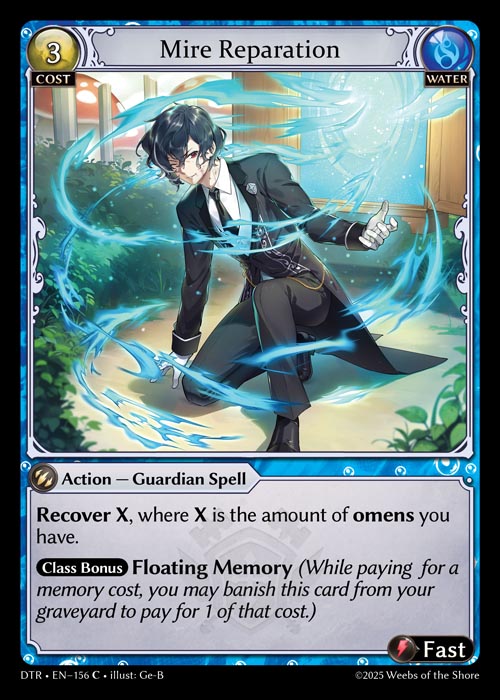 3
Mire Reparation
COST
WATER
Action — Guardian Spell
Recover X, where X is the amount of omens you
have.
Class Bonus Floating Memory (While paying for a
memory cost, you may banish this card from your
graveyard to pay for 1 of that cost.)
Fast
DTR • EN–156 C • illust: Ge-B
©2025 Weebs of the Shore